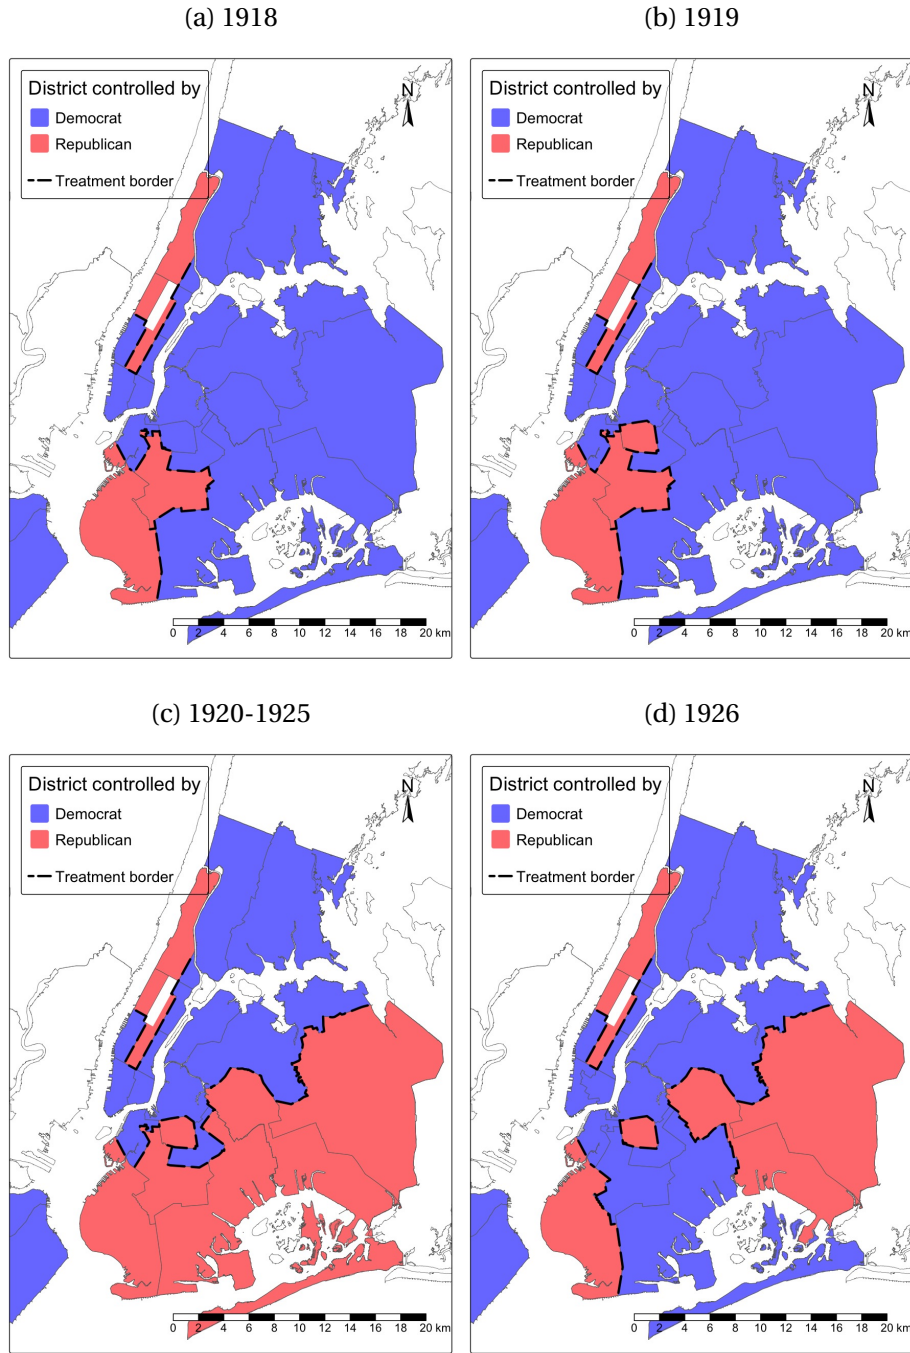 (a) 1918
District controlled by
Democrat
Republican
Treatment border
N
0 2 4 6 8 10 12 14 16 18 20 km
(b) 1919
District controlled by
Democrat
Republican
Treatment border
N
0 2 4 6 8 10 12 14 16 18 20 km
(c) 1920-1925
District controlled by
Democrat
Republican
Treatment border
N
0 2 4 6 8 10 12 14 16 18 20 km
(d) 1926
District controlled by
Democrat
Republican
Treatment border
N
0 2 4 6 8 10 12 14 16 18 20 km